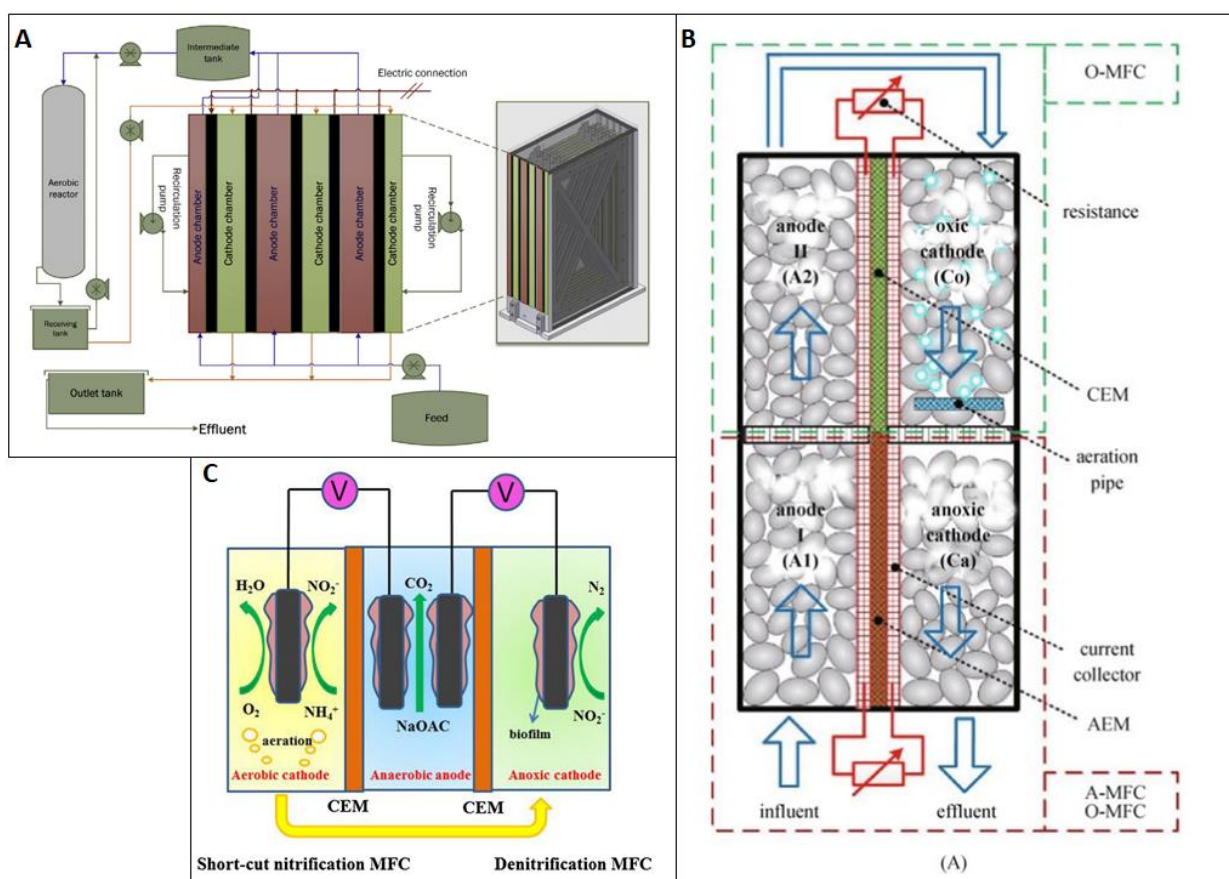 A
Intermediate
tank
Electric connection
Aerobic
reactor
Recirculation
pump
Anode chamber
Cathode chamber
Anode chamber
Cathode chamber
Anode chamber
Cathode chamber
Recirculation
pump
Receiving
tank
Outlet tank
Effluent
Feed
B
O-MFC
resistance
anode
II
(A2)
oxic
cathode
(Co)
CEM
aeration
pipe
anode
I
(A1)
anoxic
cathode
(Ca)
current
collector
AEM
influent
effluent
A-MFC
O-MFC
(A)
C
V
V
H₂O
NO₂⁻
CO₂
N₂
O₂
NH₄⁺
NaOAC
biofilm
NO₂⁻
aeration
Aerobic cathode
Anaerobic anode
Anoxic cathode
CEM
CEM
Short-cut nitrification MFC
Denitrification MFC